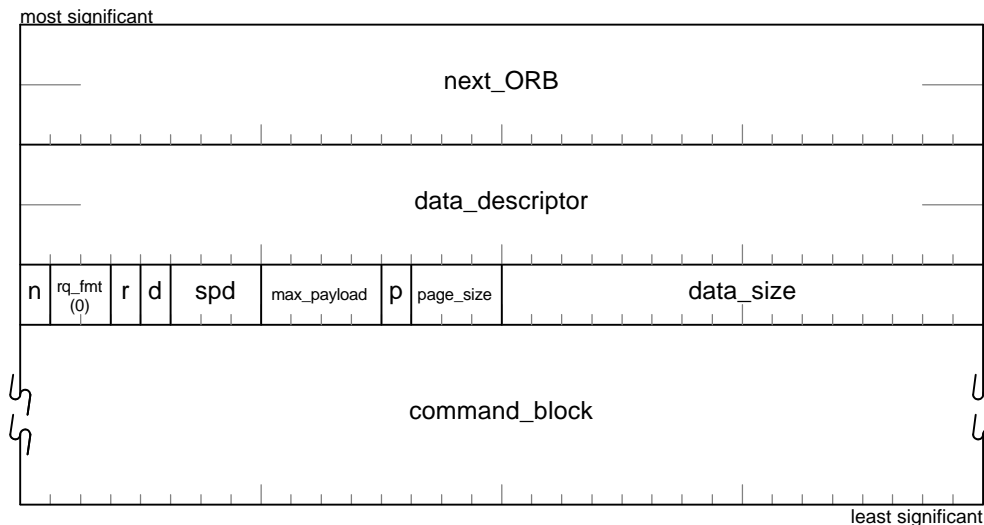 most significant
next_ORB
data_descriptor
n rq_fmt (0) r d spd max_payload p page_size data_size
command_block
least significant